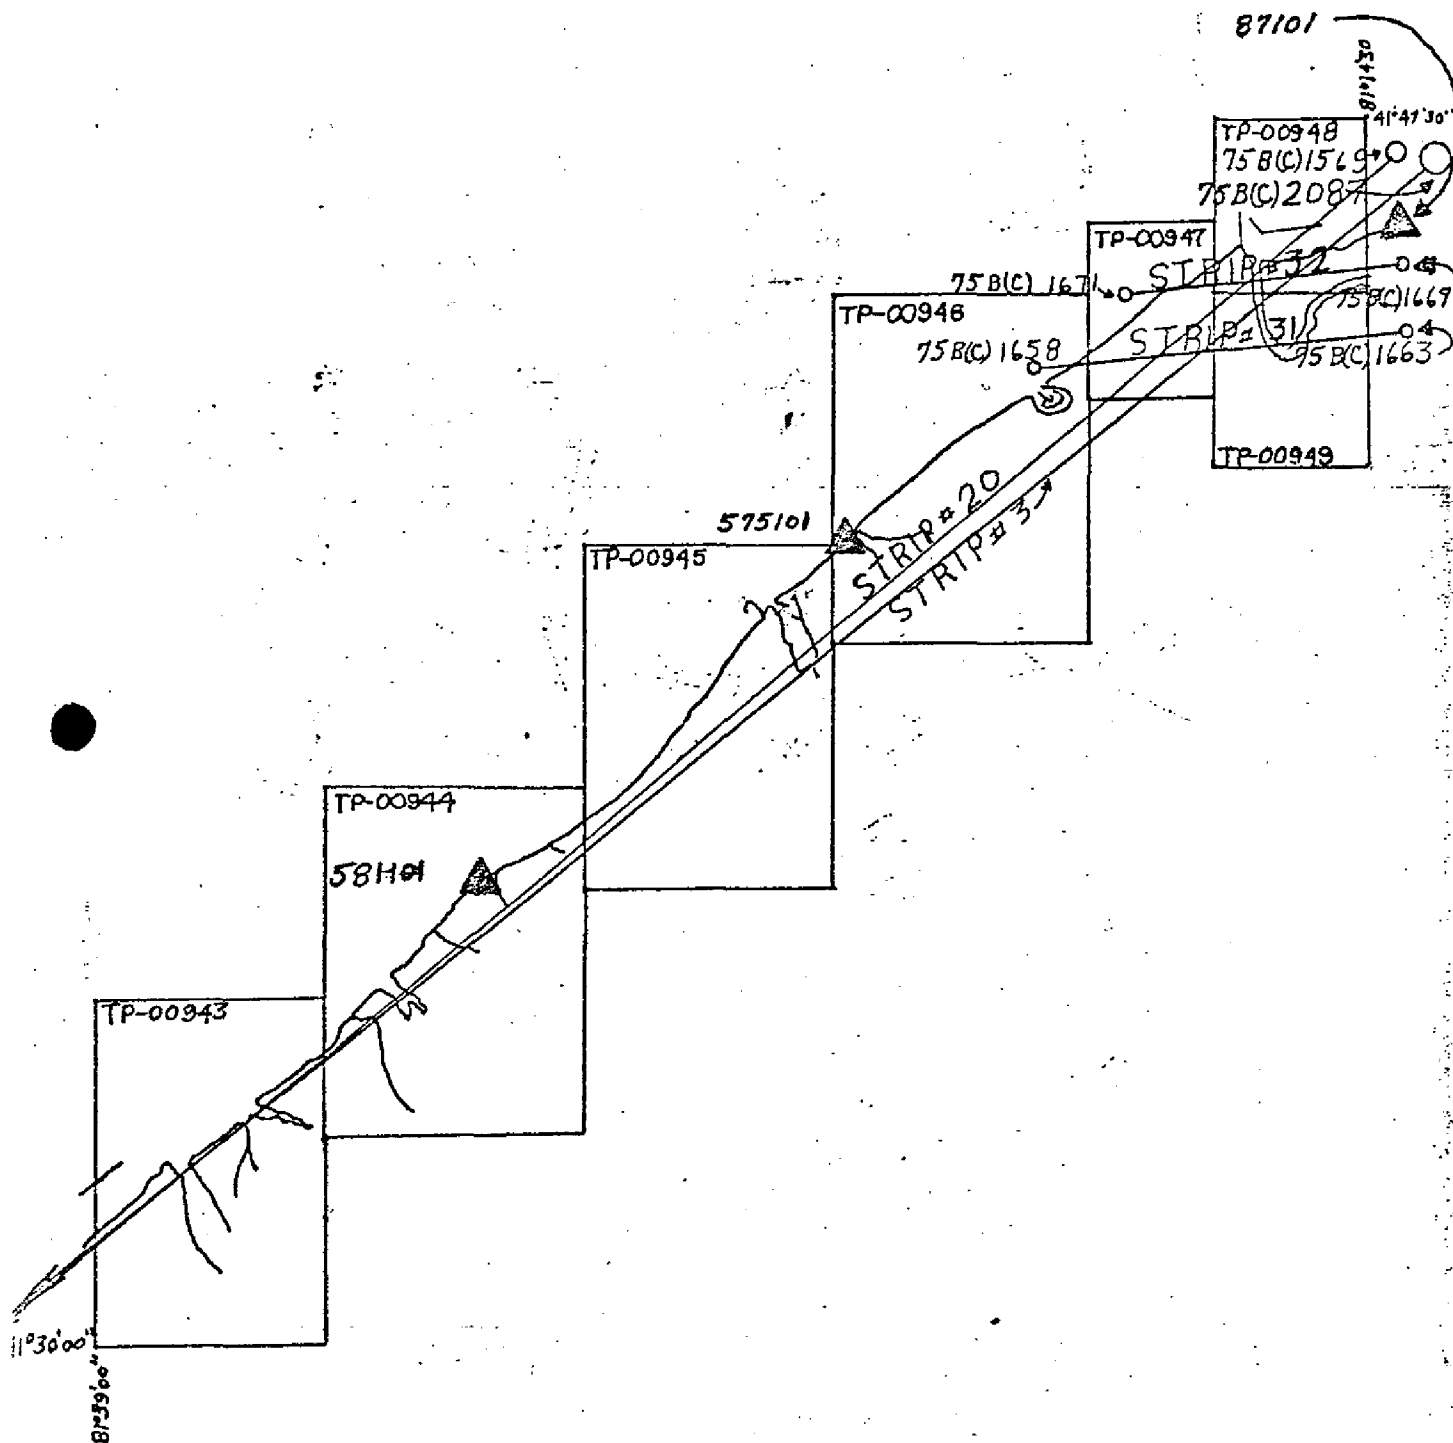 87101
81°14'30
41°47'30"
TP-00948
75B(C)1569
75B(C)2087
TP-00947
STRIP# 32
75B(C) 1671
75B(C)1669
TP-00946
STRIP# 31
75B(C) 1658
75B(C)1663
TP-00949
STRIP # 20
STRIP # 3
575101
TP-00945
TP-00944
581H01
TP-00943
11°30'00"
81°59'00"